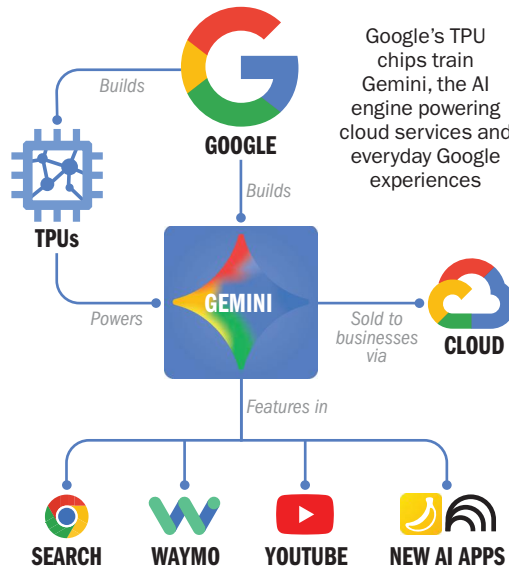 Google's TPU
chips train
Gemini, the AI
engine powering
cloud services and
everyday Google
experiences
Builds
GOOGLE
Builds
TPUs
GEMINI
Powers
Sold to
businesses
via
CLOUD
Features in
SEARCH
WAYMO
YOUTUBE
NEW AI APPS